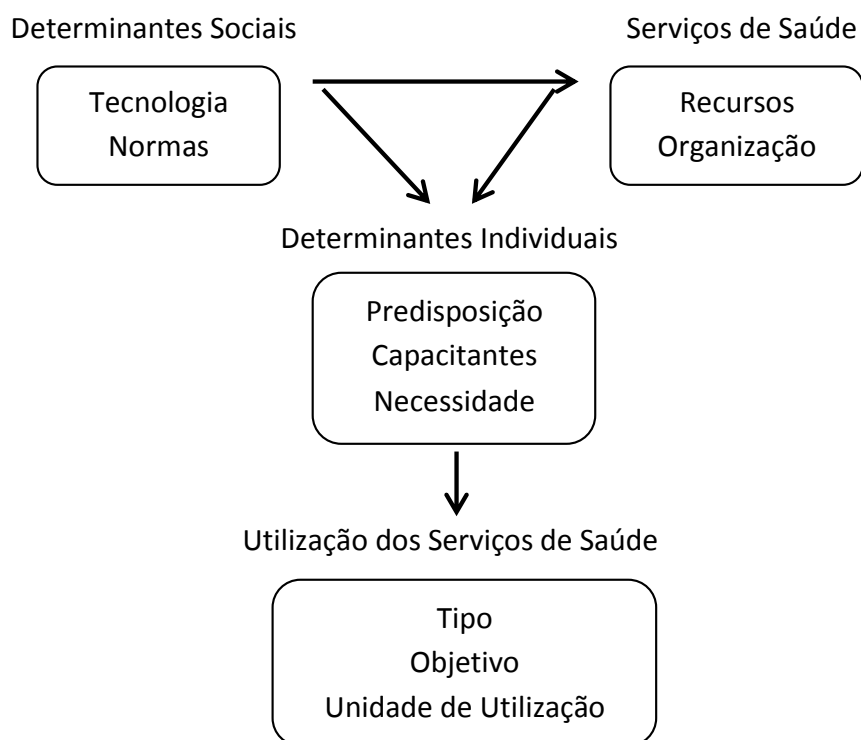 Determinantes Sociais
Serviços de Saúde
Tecnologia
Normas
Recursos
Organização
Determinantes Individuais
Predisposição
Capacitantes
Necessidade
Utilização dos Serviços de Saúde
Tipo
Objetivo
Unidade de Utilização